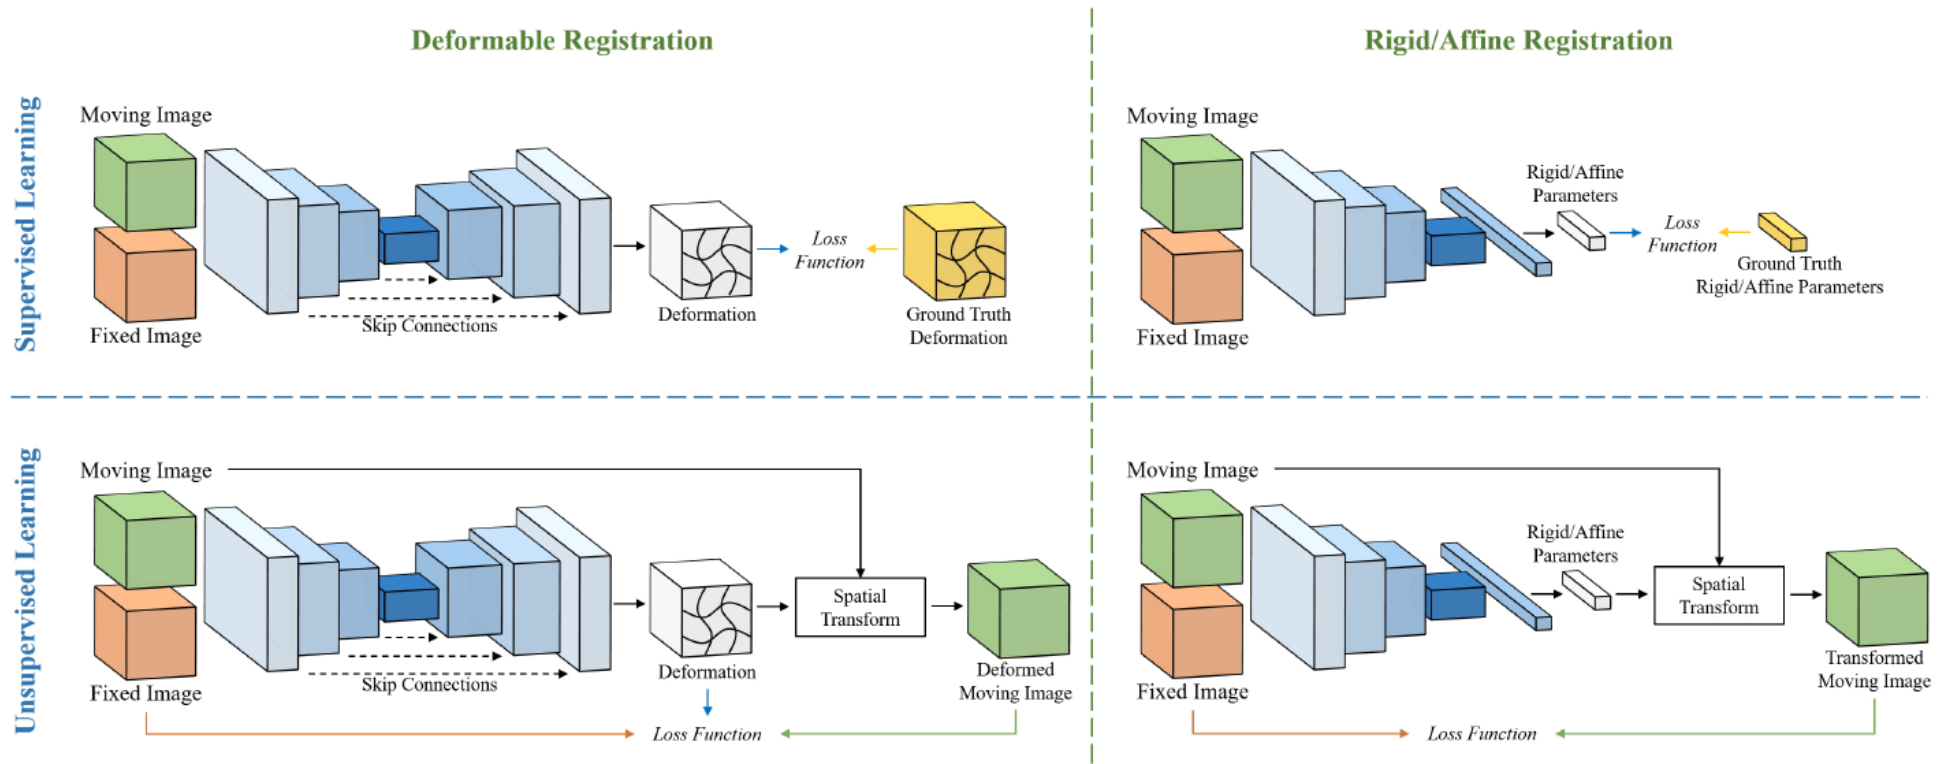 Deformable Registration
Rigid/Affine Registration
Supervised Learning
Moving Image
Fixed Image
Skip Connections
Deformation
Loss
Function
Ground Truth
Deformation
Moving Image
Fixed Image
Rigid/Affine
Parameters
Loss
Function
Ground Truth
Rigid/Affine Parameters
Unsupervised Learning
Moving Image
Fixed Image
Skip Connections
Deformation
Spatial
Transform
Deformed
Moving Image
Loss Function
Moving Image
Fixed Image
Rigid/Affine
Parameters
Spatial
Transform
Transformed
Moving Image
Loss Function